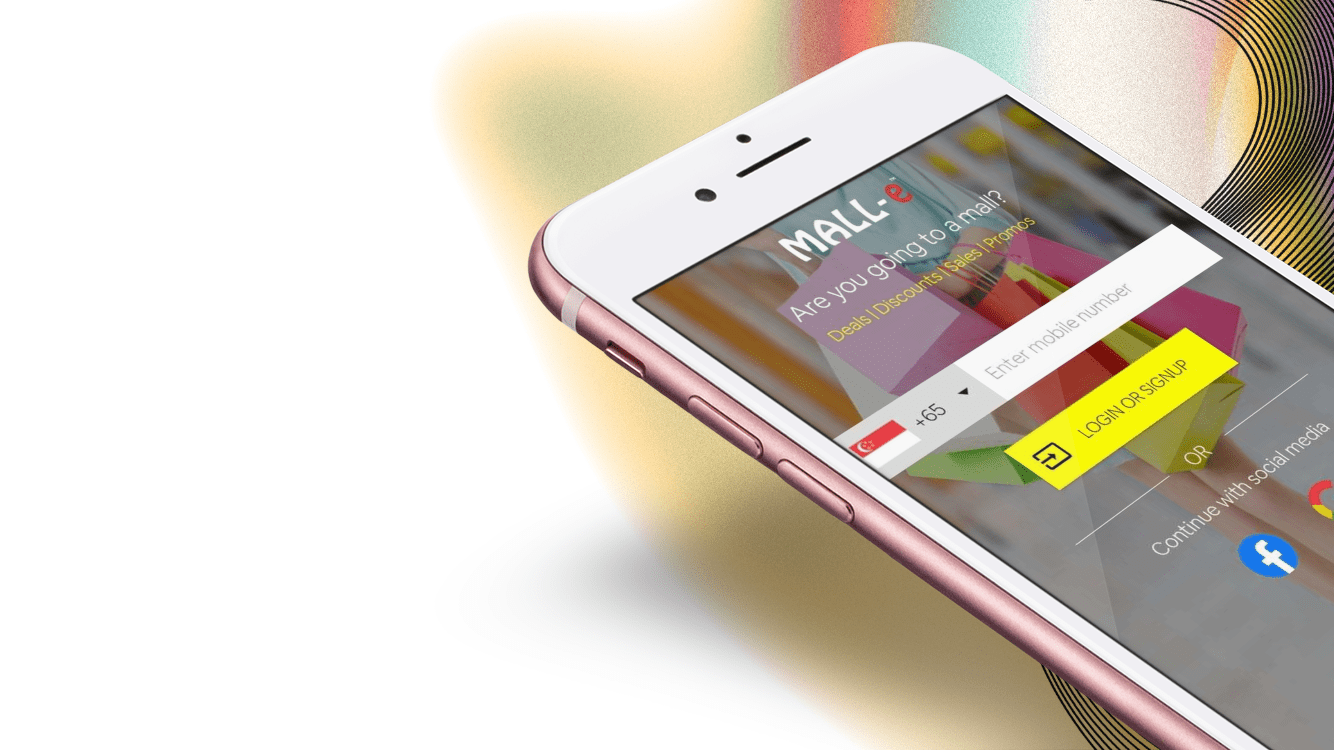 MALL-e
Are you going to a mall?
Deals | Discounts | Sales | Promos
+65
Enter mobile number
LOGIN OR SIGNUP
OR
Continue with social media